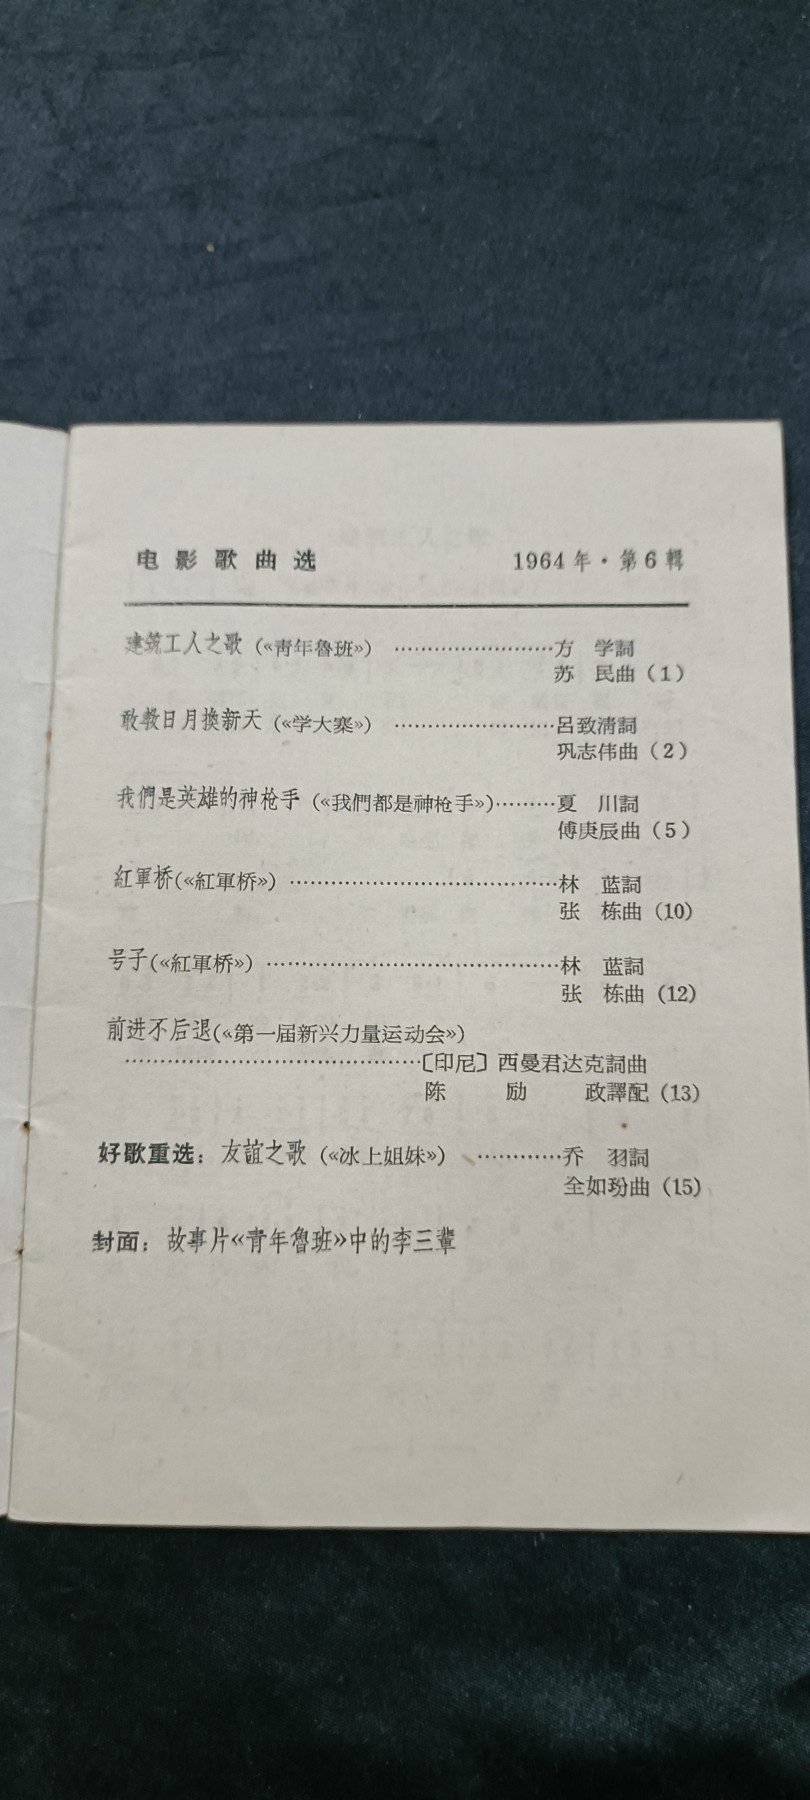 电影歌曲选 1964年·第6輯
建筑工人之歌(«靑年魯班») ························方 学詞
苏 民曲(1)
敢敎日月換新天(«学大寨») ························呂致淸詞
巩志伟曲(2)
我們是英雄的神枪手(«我們都是神枪手»)·········夏 川詞
傅庚辰曲(5)
紅軍桥(«紅軍桥») ·······································林 蓝詞
张 栋曲(10)
号子(«紅軍桥») ···········································林 蓝詞
张 栋曲(12)
前进不后退(«第一届新兴力量运动会»)
···········································〔印尼〕西曼君达克詞曲
陈 励 政譯配(13)
好歌重选：友誼之歌(«冰上姐妹») ············乔 羽詞
全如玢曲(15)
封面：故事片«青年魯班»中的李三辈